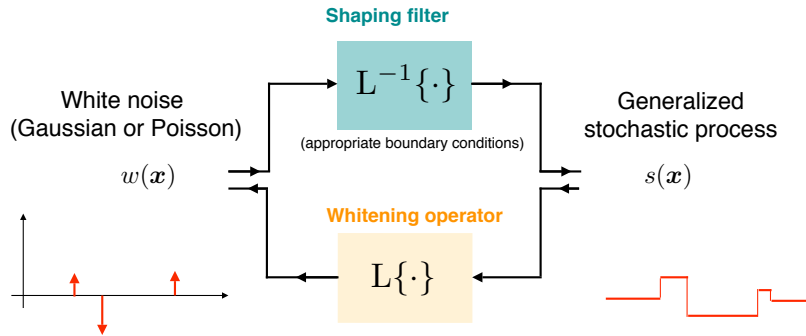 Shaping filter
L⁻¹{·}
White noise
(Gaussian or Poisson)
(appropriate boundary conditions)
Generalized
stochastic process
w(𝒙)
s(𝒙)
Whitening operator
L{·}